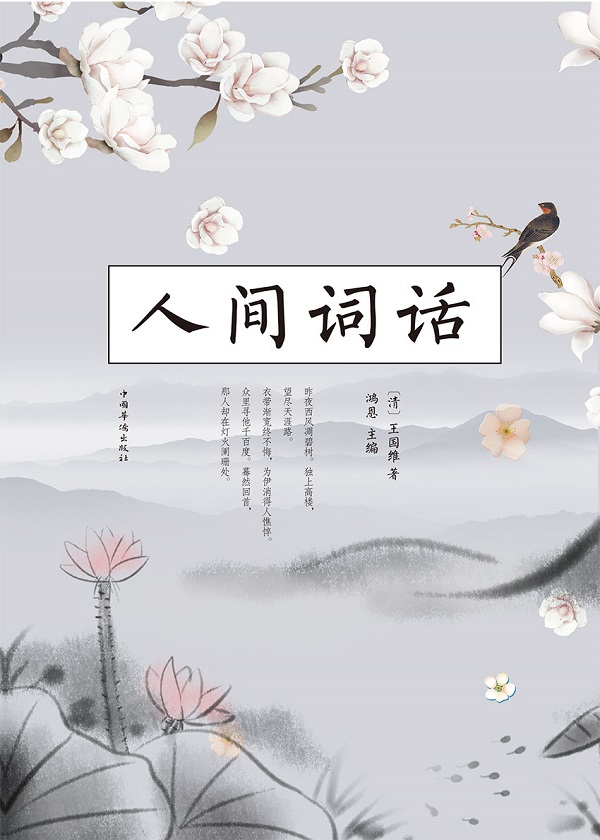 人间词话
〔清〕王国维 著
鸿恩 主编
昨夜西风凋碧树。独上高楼，
望尽天涯路。
衣带渐宽终不悔，为伊消得人憔悴。
众里寻他千百度。蓦然回首，
那人却在灯火阑珊处。
中国华侨出版社